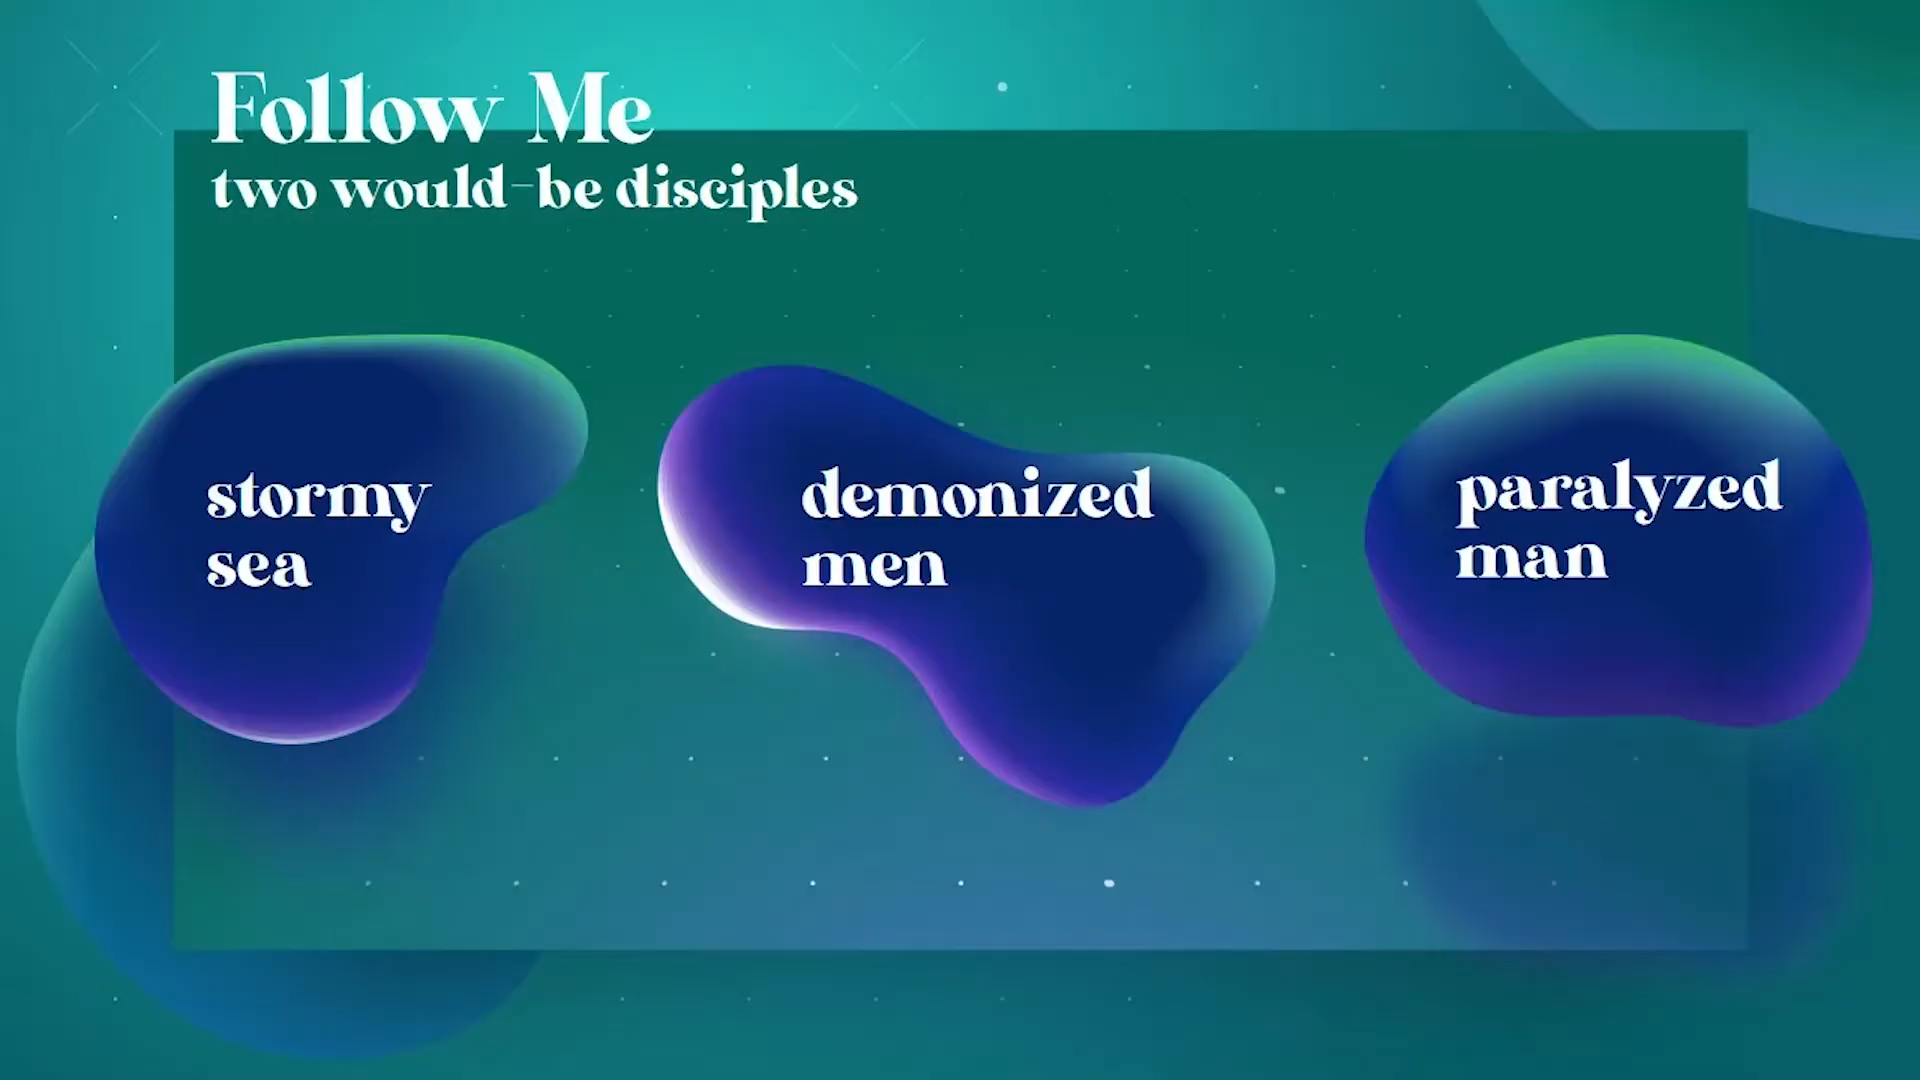 Follow Me
two would-be disciples
stormy
sea
demonized
men
paralyzed
man